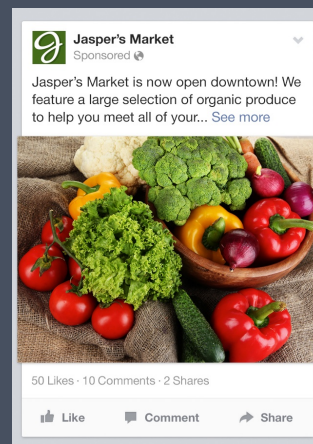 Jasper's Market
Sponsored
Jasper's Market is now open downtown! We
feature a large selection of organic produce
to help you meet all of your... See more
50 Likes · 10 Comments · 2 Shares
Like Comment Share